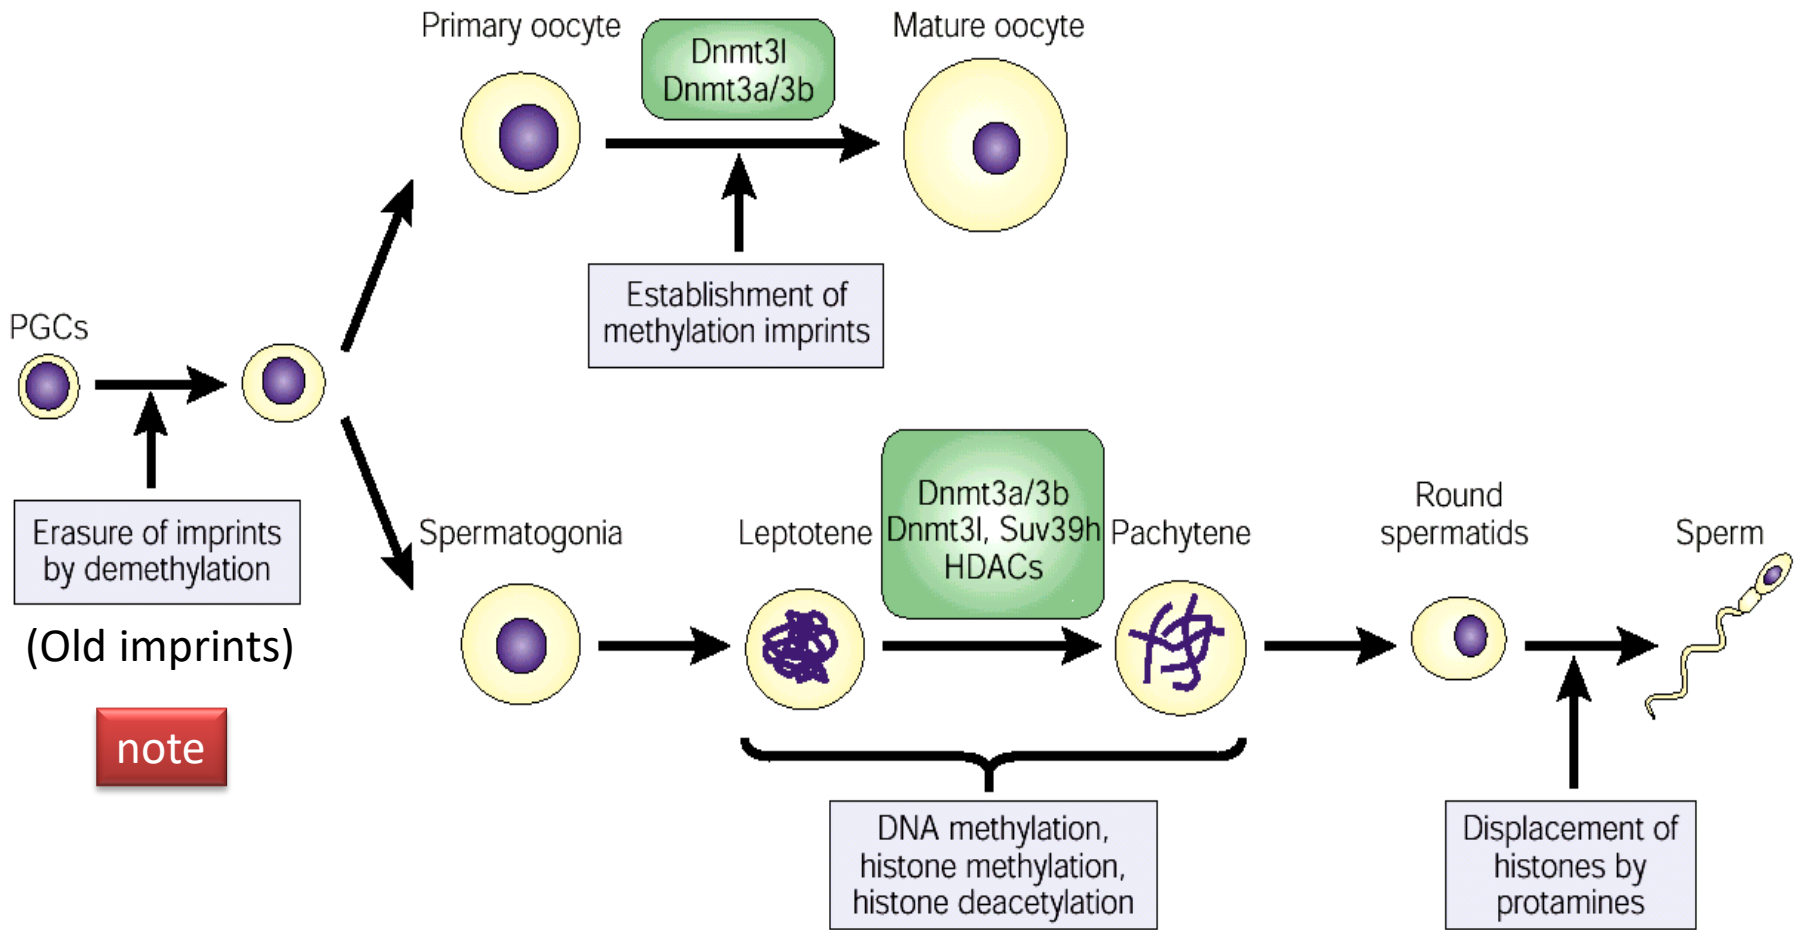 Primary oocyte
Dnmt3l
Dnmt3a/3b
Mature oocyte
Establishment of
methylation imprints
PGCs
Erasure of imprints
by demethylation
(Old imprints)
note
Spermatogonia
Leptotene
Dnmt3a/3b
Dnmt3l, Suv39h
HDACs
Pachytene
Round
spermatids
Sperm
DNA methylation,
histone methylation,
histone deacetylation
Displacement of
histones by
protamines